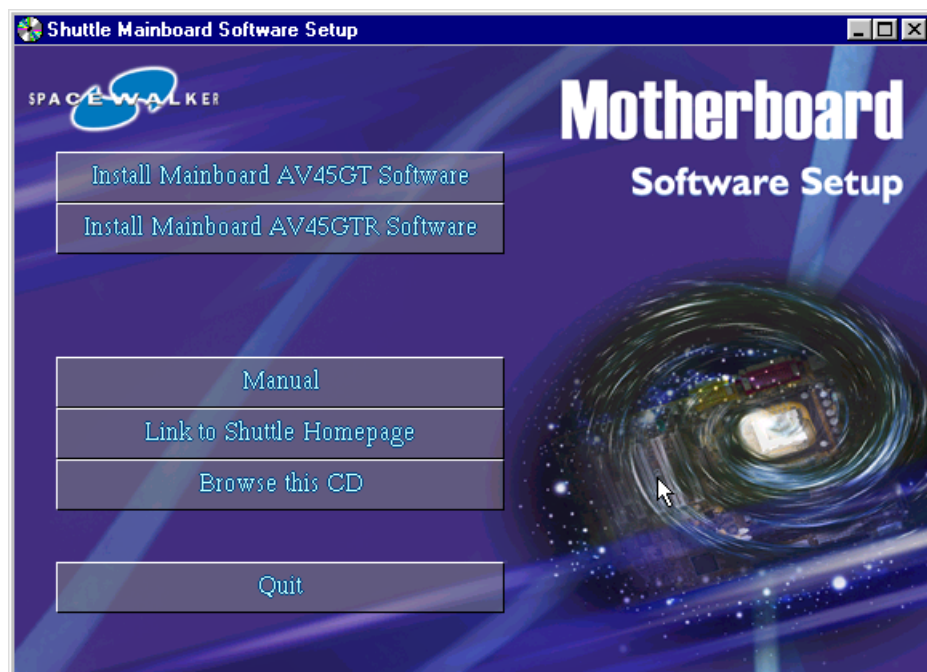 Shuttle Mainboard Software Setup
SPACEWALKER
Motherboard
Software Setup
Install Mainboard AV45GT Software
Install Mainboard AV45GTR Software
Manual
Link to Shuttle Homepage
Browse this CD
Quit